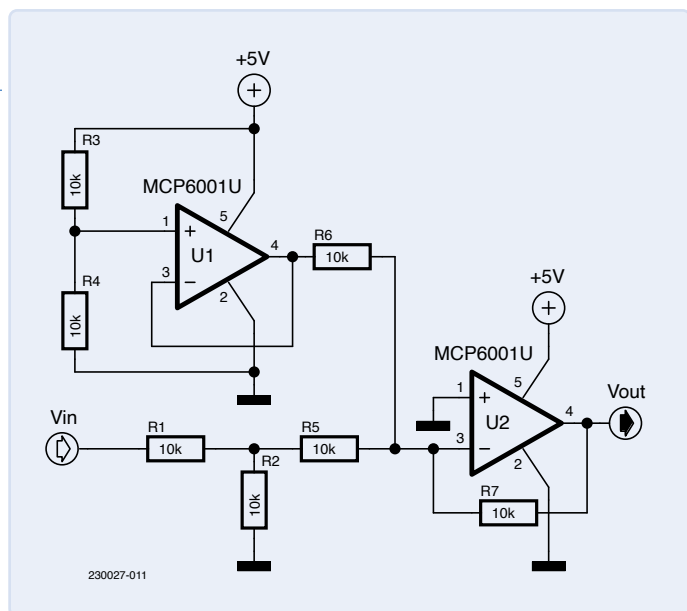 +5V
R3
10k
MCP6001U
5
1
+
U1
4
R6
10k
3
−
2
R4
10k
+5V
MCP6001U
5
1
+
U2
4
Vout
3
−
2
Vin
R1
10k
R5
10k
R2
10k
R7
10k
230027-011